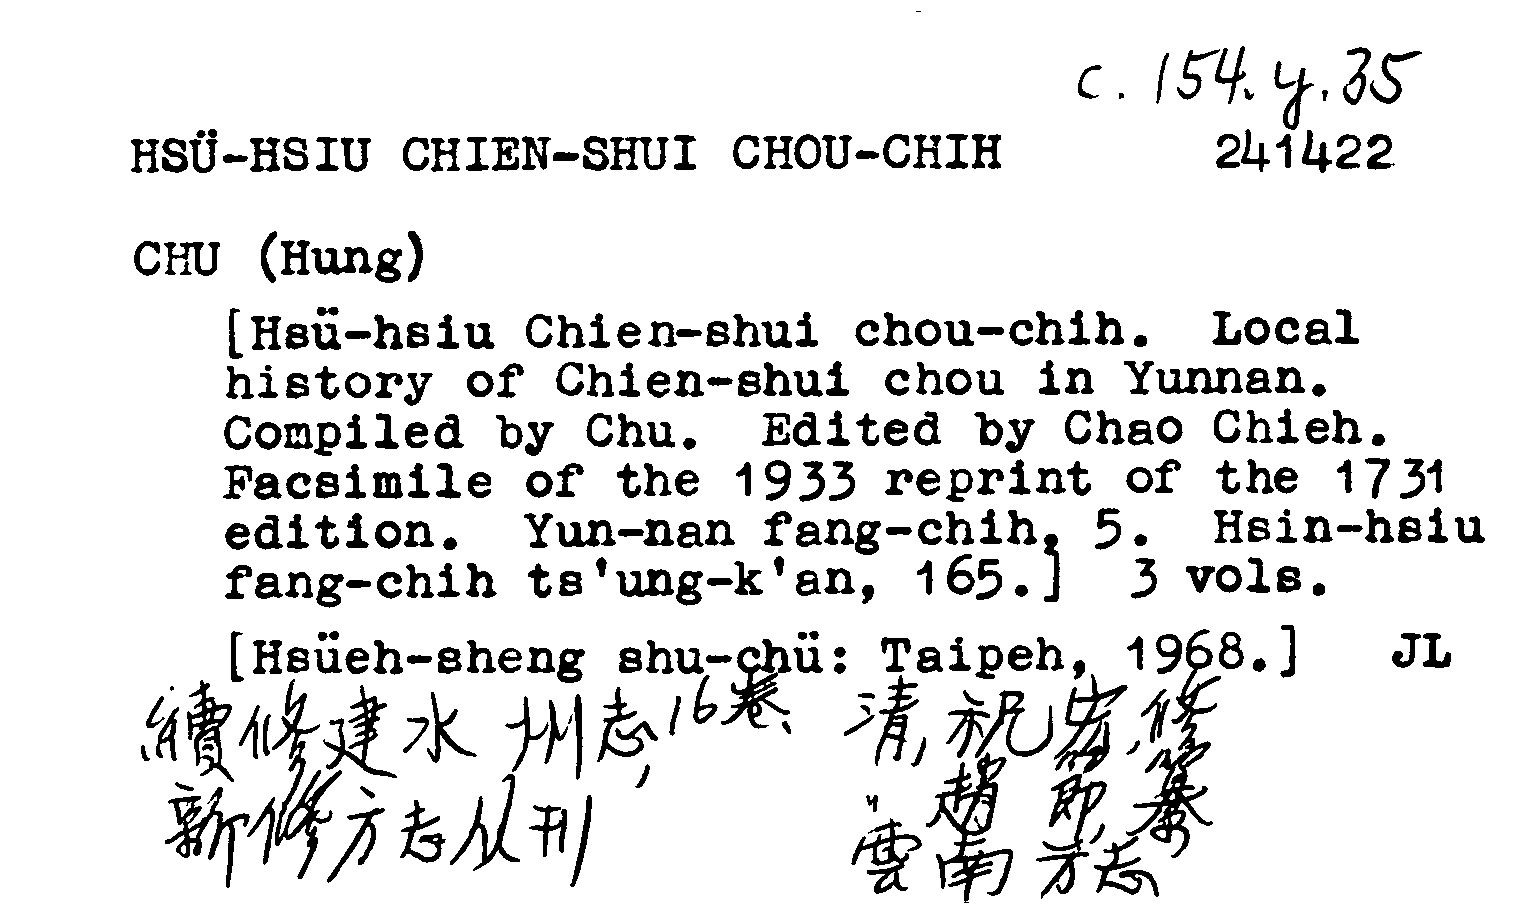 c. 154. y. 35
HSÜ-HSIU CHIEN-SHUI CHOU-CHIH 241422
CHU (Hung)
[Hsü-hsiu Chien-shui chou-chih. Local
history of Chien-shui chou in Yunnan.
Compiled by Chu. Edited by Chao Chieh.
Facsimile of the 1933 reprint of the 1731
edition. Yun-nan fang-chih, 5. Hsin-hsiu
fang-chih ts'ung-k'an, 165.] 3 vols.
[Hsüeh-sheng shu-chü: Taipeh, 1968.] JL
續修建水州志, 16卷、 清, 祝宏, 修
〃 趙節, 纂
新修方志丛刊 雲南方志